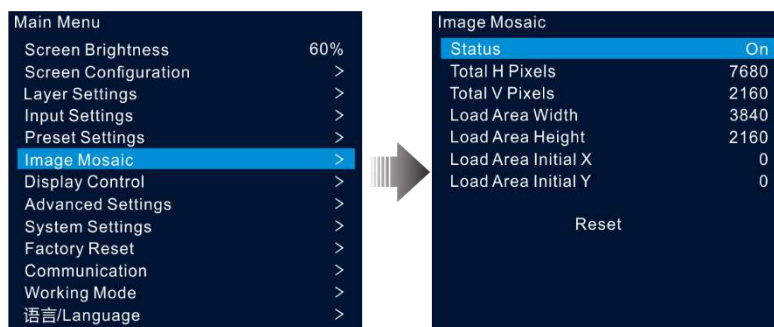 Main Menu
Screen Brightness 60%
Screen Configuration >
Layer Settings >
Input Settings >
Preset Settings >
Image Mosaic >
Display Control >
Advanced Settings >
System Settings >
Factory Reset >
Communication >
Working Mode >
语言/Language >
Image Mosaic
Status On
Total H Pixels 7680
Total V Pixels 2160
Load Area Width 3840
Load Area Height 2160
Load Area Initial X 0
Load Area Initial Y 0
Reset